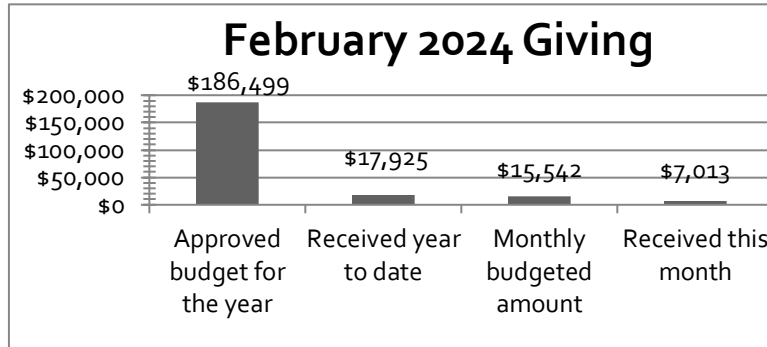 February 2024 Giving
$186,499
$200,000
$150,000
$100,000
$50,000
$0
$17,925
$15,542
$7,013
Approved
budget for
the year
Received year
to date
Monthly
budgeted
amount
Received this
month